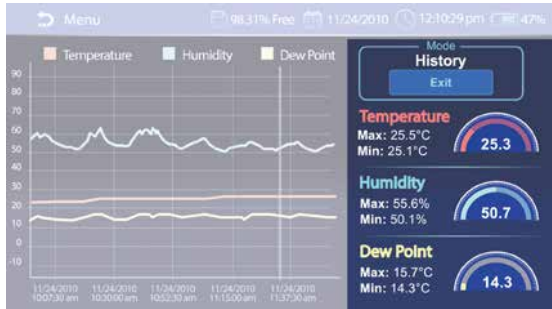 Menu
98.31% Free 11/24/2010 12:10:29 pm 47%
Temperature Humidity Dew Point
90
80
70
60
50
40
30
20
10
0
-10
11/24/2010 11/24/2010 11/24/2010 11/24/2010 11/24/2010
10:07:30 am 10:30:00 am 10:52:30 am 11:15:00 am 11:37:30 am
Mode
History
Exit
Temperature
Max: 25.5°C
Min: 25.1°C
25.3
Humidity
Max: 55.6%
Min: 50.1%
50.7
Dew Point
Max: 15.7°C
Min: 14.3°C
14.3